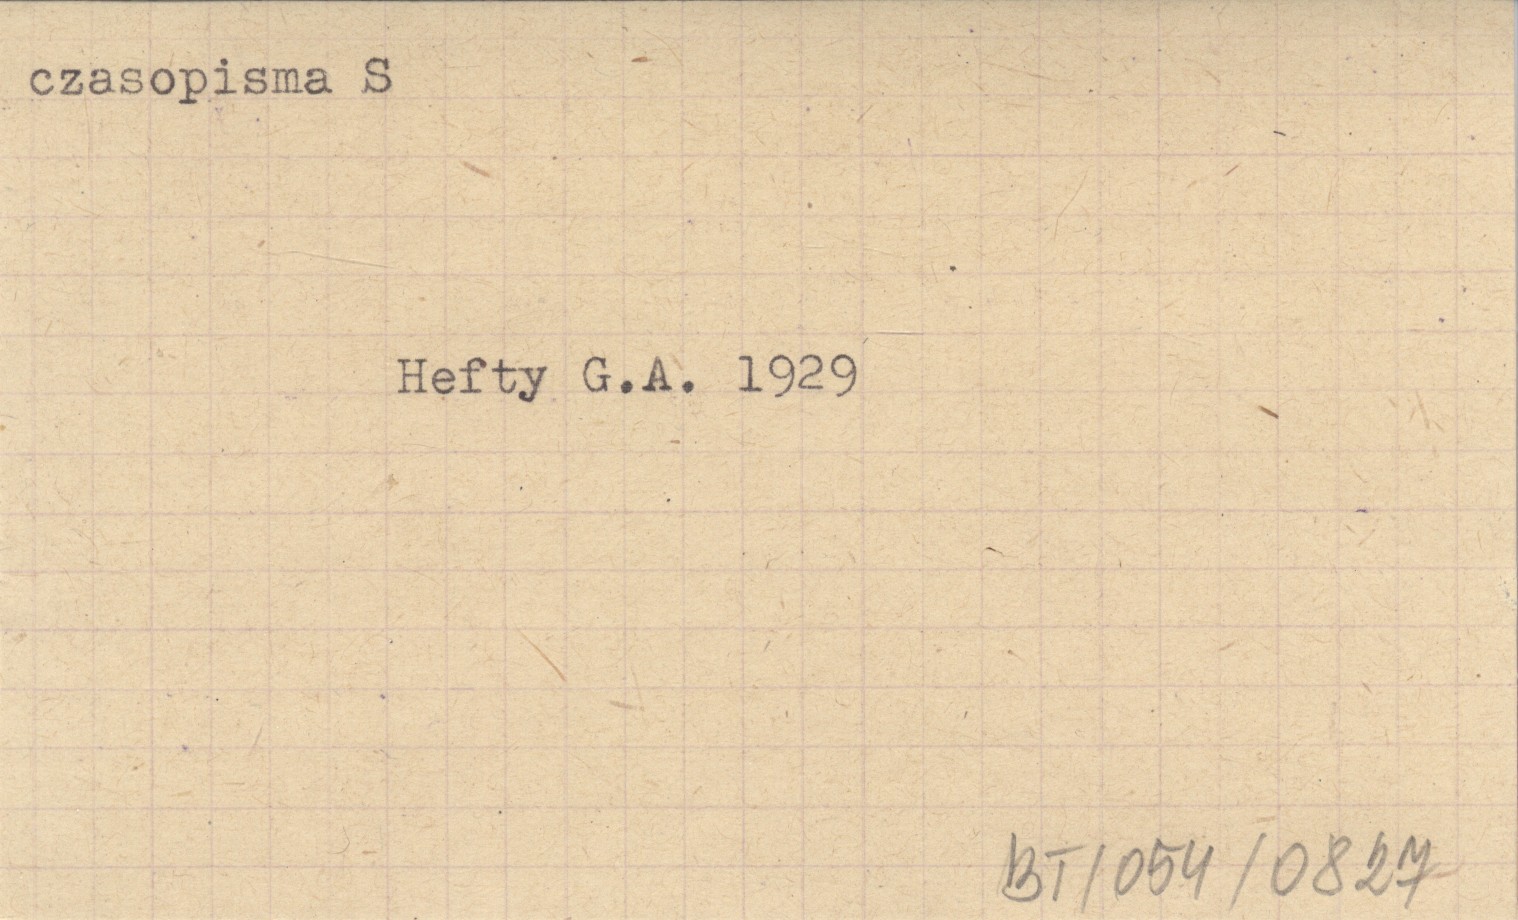 czasopisma S
Hefty G.A. 1929
BT/054/0827